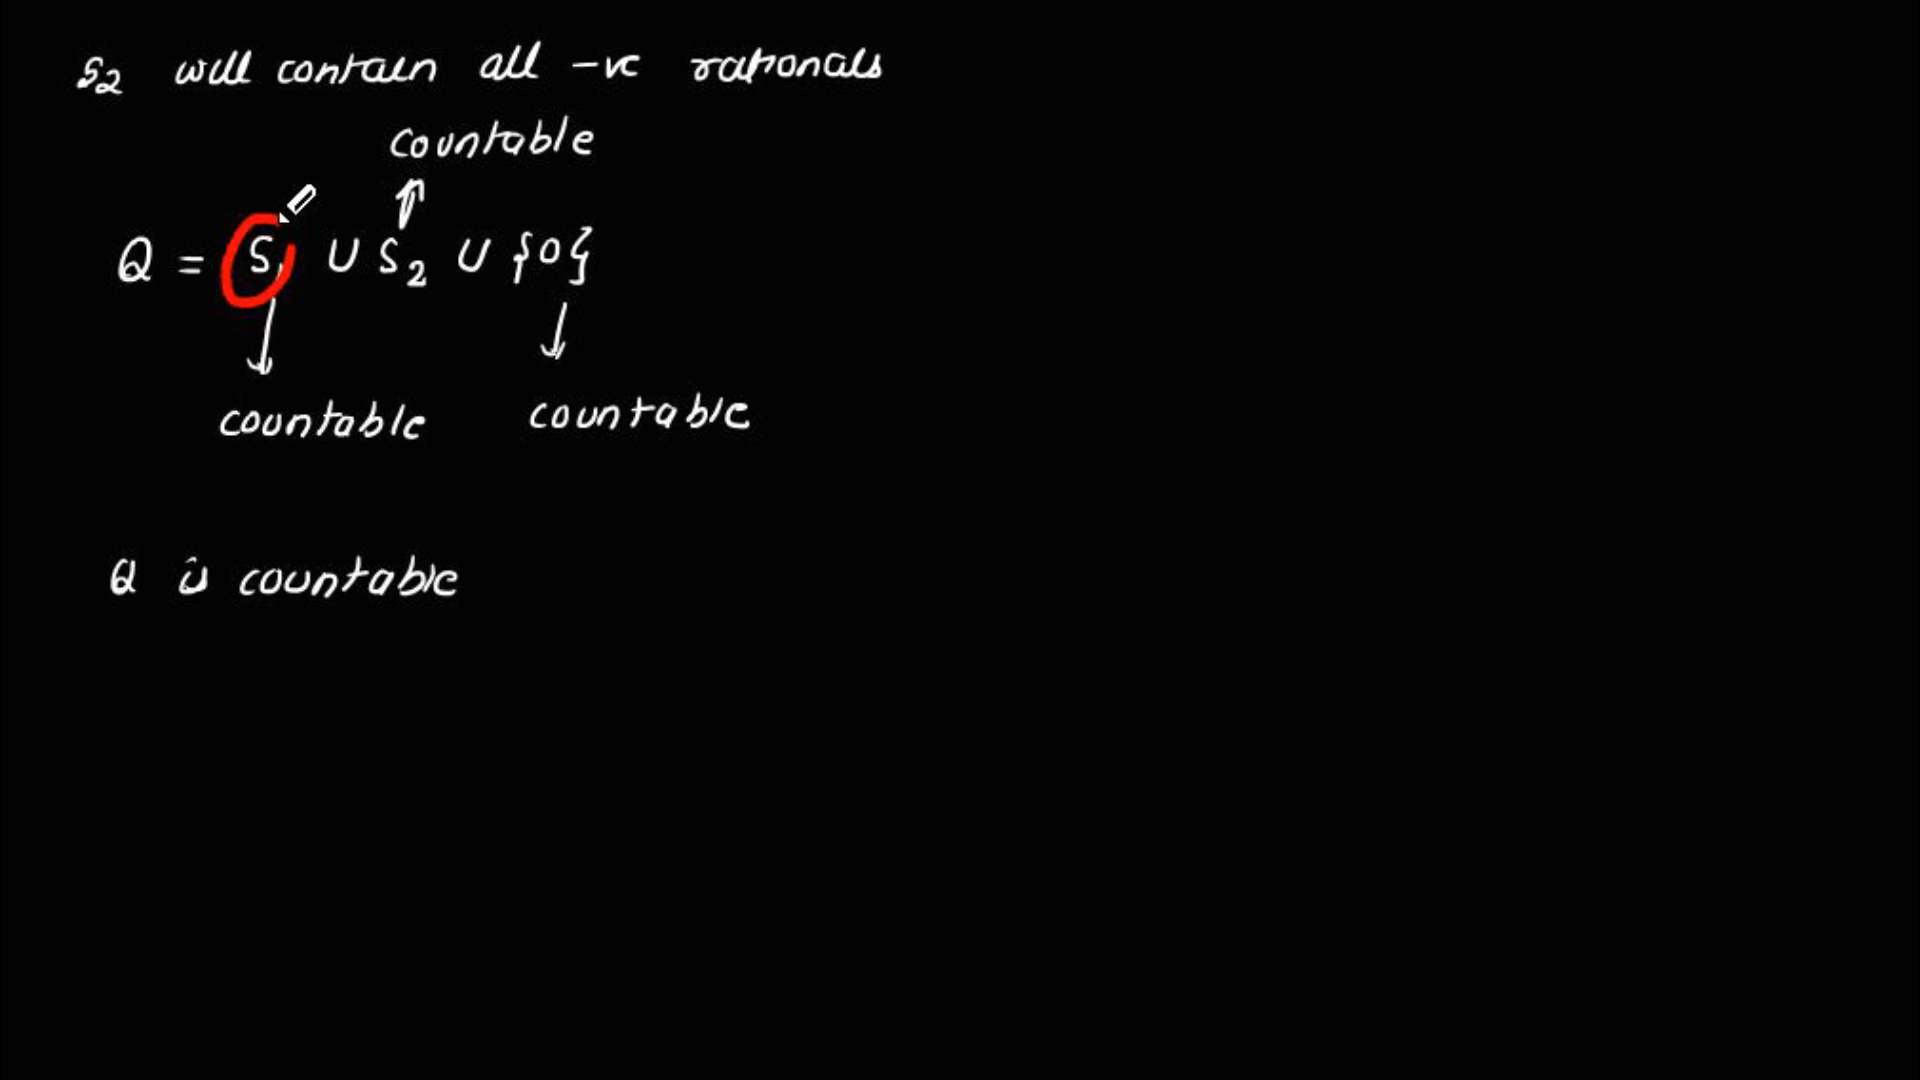 S₂ will contain all -ve rationals
countable
Q = S₁ ∪ S₂ ∪ {0}
countable countable
Q is countable